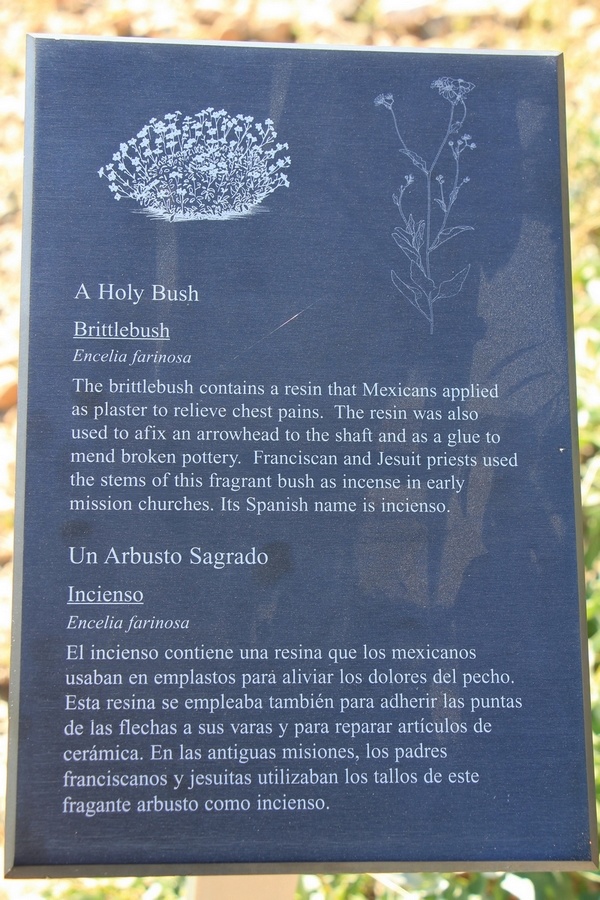 A Holy Bush
Brittlebush
Encelia farinosa
The brittlebush contains a resin that Mexicans applied
as plaster to relieve chest pains.  The resin was also
used to afix an arrowhead to the shaft and as a glue to
mend broken pottery.  Franciscan and Jesuit priests used
the stems of this fragrant bush as incense in early
mission churches. Its Spanish name is incienso.
Un Arbusto Sagrado
Incienso
Encelia farinosa
El incienso contiene una resina que los mexicanos
usaban en emplastos para aliviar los dolores del pecho.
Esta resina se empleaba también para adherir las puntas
de las flechas a sus varas y para reparar artículos de
cerámica. En las antiguas misiones, los padres
franciscanos y jesuitas utilizaban los tallos de este
fragante arbusto como incienso.